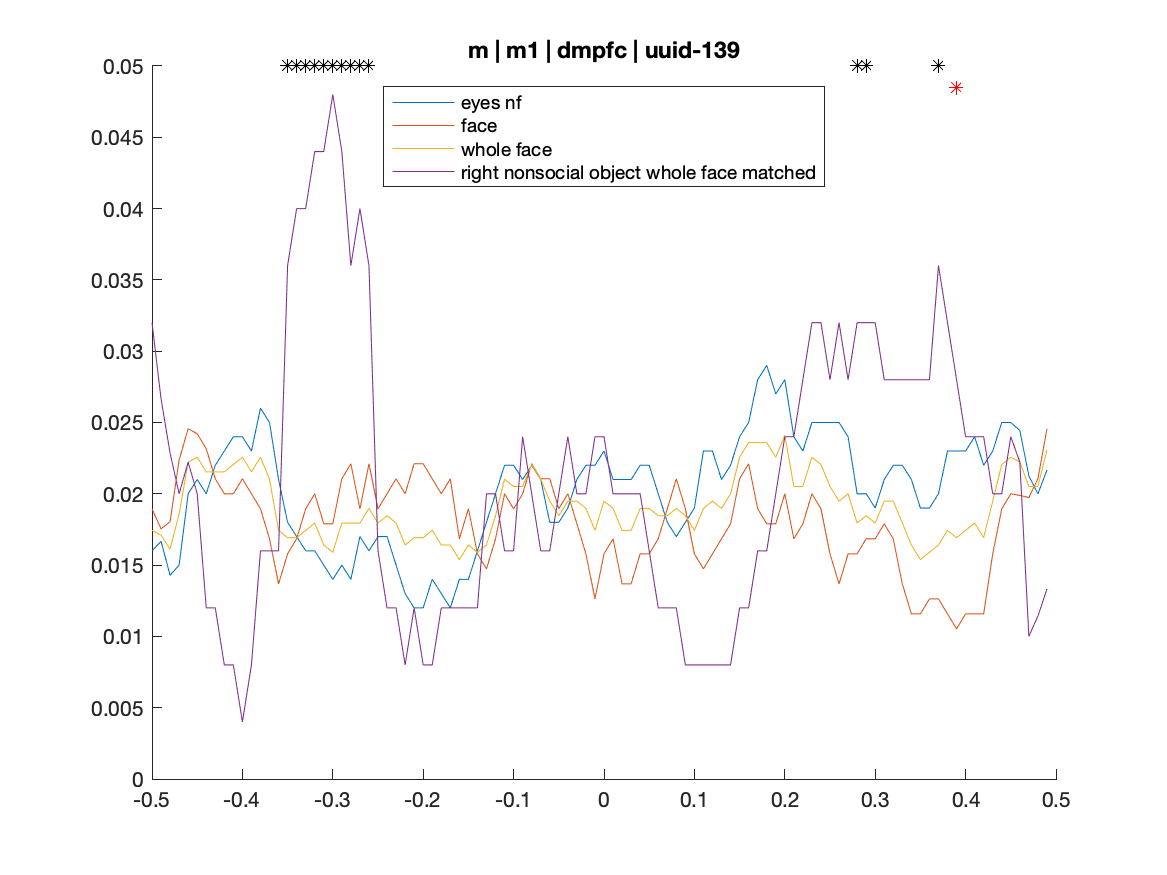 m | m1 | dmpfc | uuid-139
eyes nf
face
whole face
right nonsocial object whole face matched
0.05
0.045
0.04
0.035
0.03
0.025
0.02
0.015
0.01
0.005
0
-0.5 -0.4 -0.3 -0.2 -0.1 0 0.1 0.2 0.3 0.4 0.5